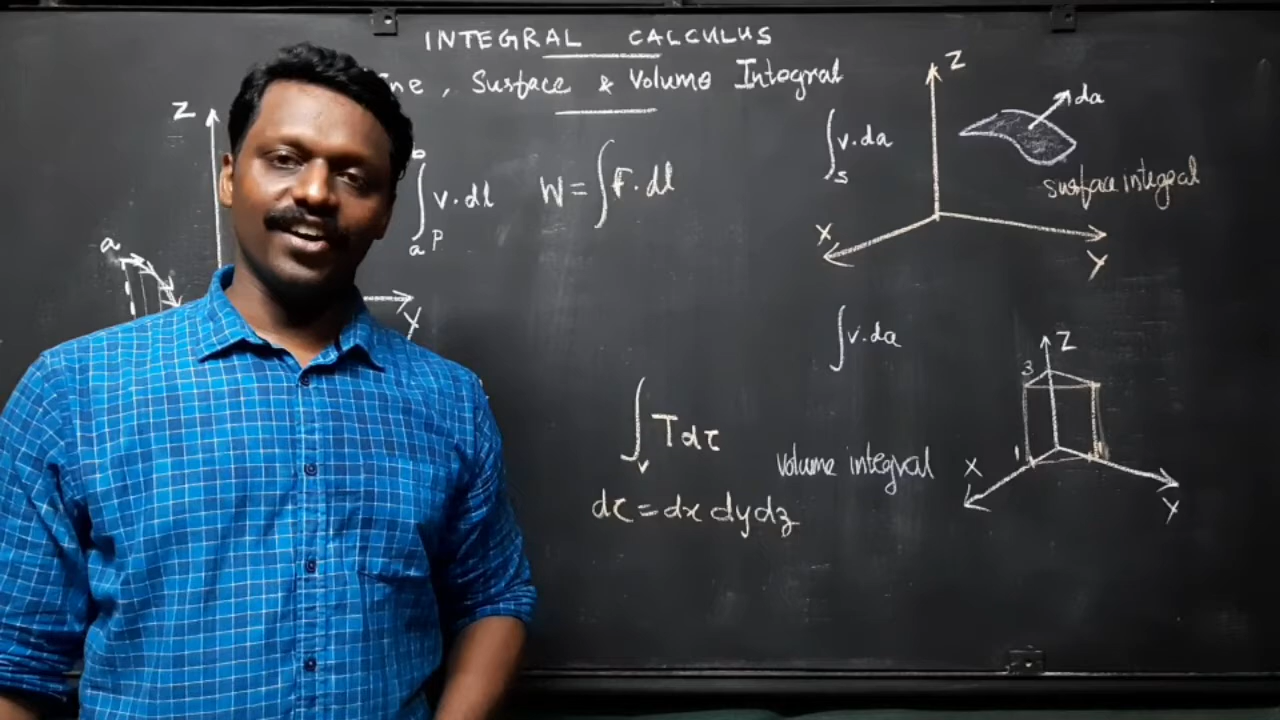 INTEGRAL CALCULUS
ne, Surface & Volume Integral
Z
a
Y
b
∫ v. dl
a P
W = ∫ F. dl
Z
da
∫ v. da
S
surface integral
X
Y
∫ v. da
Z
3
∫ T dτ
v
volume integral
X
1
Y
dτ = dx dy dz